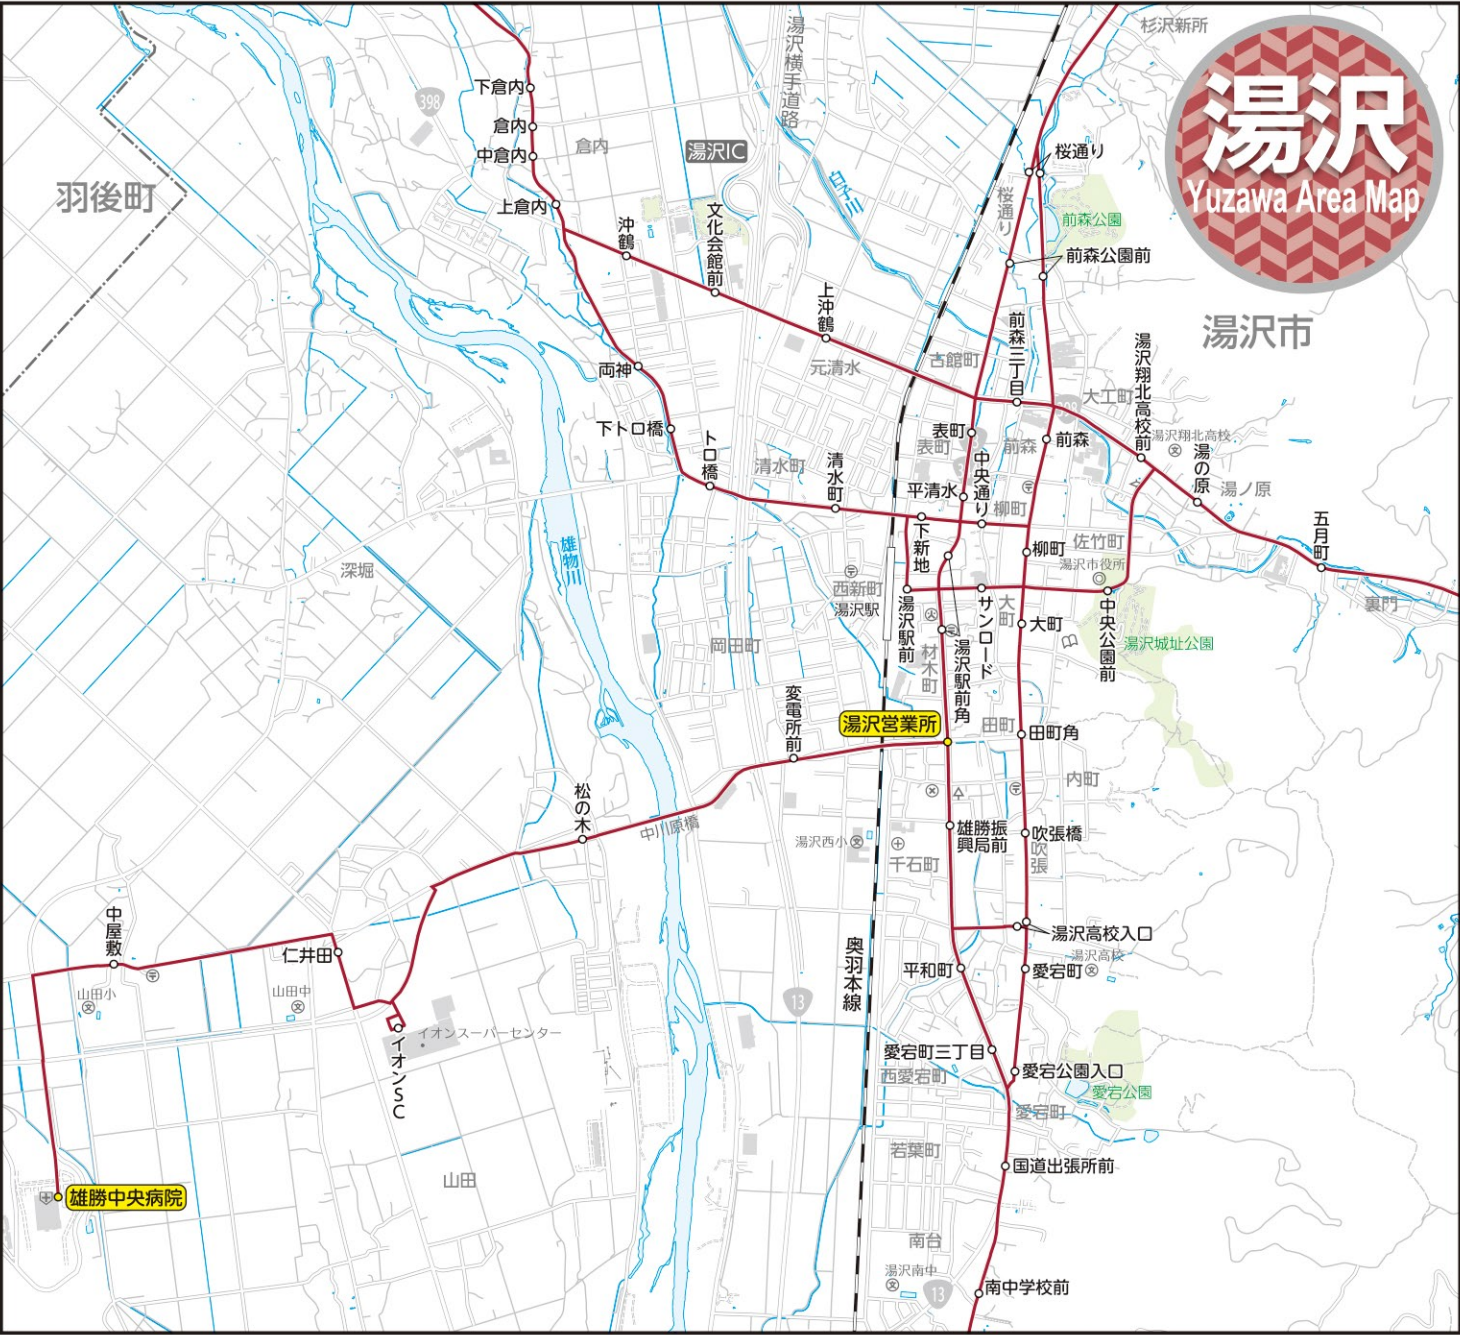 湯沢
Yuzawa Area Map
杉沢新所
湯沢横手道路
398
下倉内
倉内
中倉内
倉内
湯沢IC
桜通り
桜通り
白子川
羽後町
上倉内
沖鶴
文化会館前
前森公園
前森公園前
上沖鶴
前森三丁目
湯沢市
湯沢翔北高校前
両神
元清水
古館町
大工町
398
下トロ橋
トロ橋
清水町
清水町
表町
表町
中央通り
前森
前森
湯沢翔北高校
湯の原
湯ノ原
平清水
柳町
下新地
柳町
佐竹町
五月町
雄物川
深堀
西新町
湯沢駅
湯沢市役所
裏門
湯沢駅前
サンロード
大町
大町
中央公園前
岡田町
材木町
湯沢駅前角
湯沢城址公園
変電所前
湯沢営業所
田町
田町角
内町
松の木
中川原橋
湯沢西小
雄勝振
興局前
吹張橋
吹張
千石町
中屋敷
仁井田
奥羽本線
湯沢高校入口
湯沢高校
平和町
愛宕町
山田小
山田中
13
イオンスーパーセンター
イオンSC
愛宕町三丁目
西愛宕町
愛宕公園入口
愛宕公園
愛宕町
若葉町
国道出張所前
山田
雄勝中央病院
南台
湯沢南中
13
南中学校前